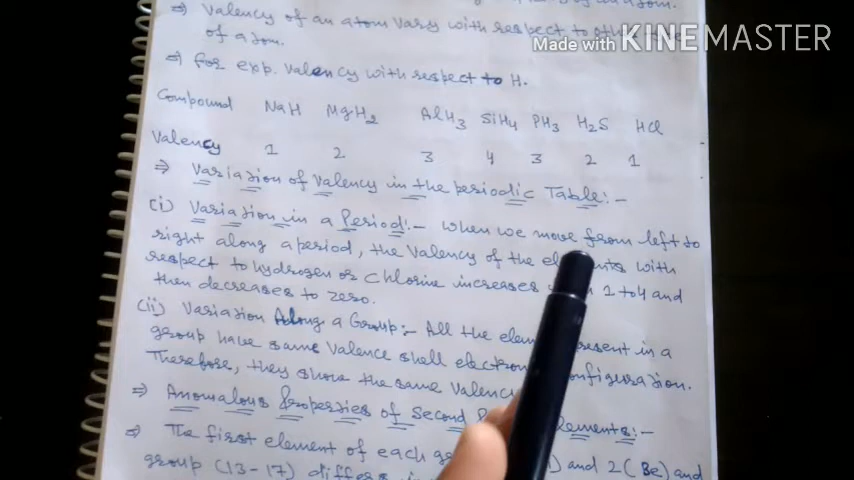 ⇒ Valency of an atom vary with respect to other
of atom.
⇒ for exp. valency with respect to H.
Compound NaH MgH2 AlH3 SiH4 PH3 H2S HCl
Valency 1 2 3 4 3 2 1
⇒ Variation of Valency in the periodic Table:-
(i) Variation in a Period:- When we move from left to
right along a period, the Valency of the elements with
respect to hydrogen or Chlorine increases 1 to 4 and
then decreases to zero.
(ii) Variation Along a Group:- All the elem resent in a
group have same Valence shell electron onfiguration.
Therefore, they show the same Valency
⇒ Anomalous Properties of Second P lements:-
⇒ The first element of each g ) and 2 (Be) and
group (13-17) differs
Made with KINEMASTER